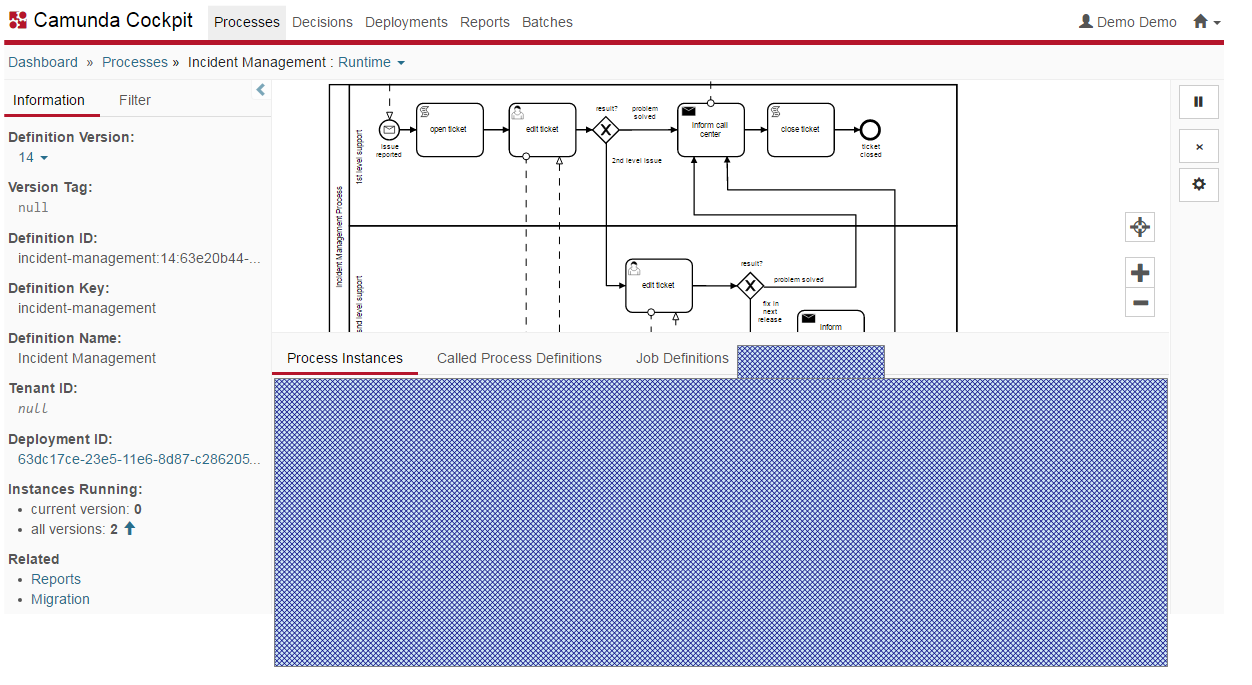 Camunda Cockpit Processes Decisions Deployments Reports Batches Demo Demo
Dashboard » Processes » Incident Management : Runtime
Information Filter
Definition Version:
14
Version Tag:
null
Definition ID:
incident-management:14:63e20b44-...
Definition Key:
incident-management
Definition Name:
Incident Management
Tenant ID:
null
Deployment ID:
63dc17ce-23e5-11e6-8d87-c286205...
Instances Running:
• current version: 0
• all versions: 2
Related
• Reports
• Migration
Incident Management Process
1st level support
issue
reported
open ticket
edit ticket
result?
problem
solved
2nd level issue
Inform call
center
close ticket
ticket
closed
nd level support
edit ticket
result?
problem solved
fix in
next
release
Inform
Process Instances Called Process Definitions Job Definitions